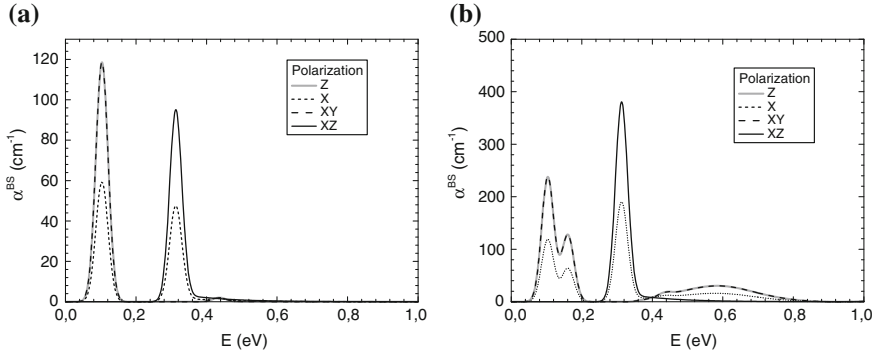 (a)
120
100
80
60
40
20
0
α^BS (cm^-1)
0,0 0,2 0,4 0,6 0,8 1,0
E (eV)
Polarization
Z
X
XY
XZ
(b)
500
400
300
200
100
0
α^BS (cm^-1)
0,0 0,2 0,4 0,6 0,8 1,0
E (eV)
Polarization
Z
X
XY
XZ